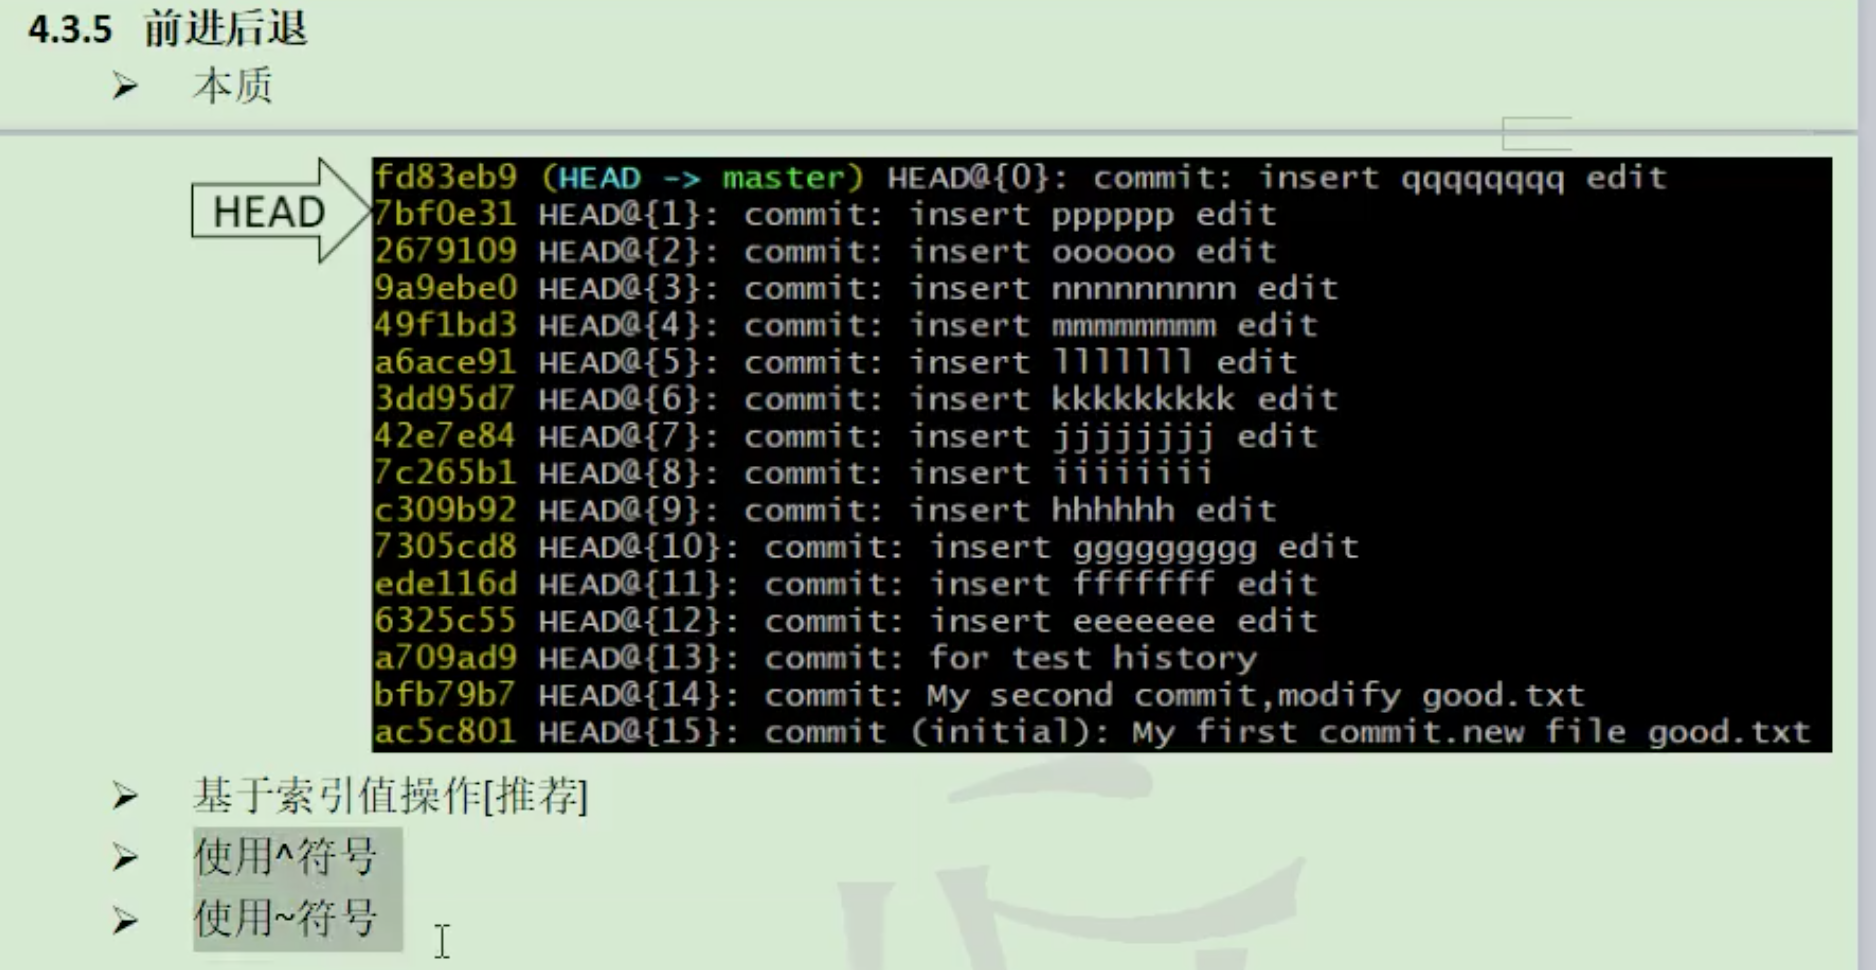 4.3.5 前进后退
➢ 本质
HEAD
fd83eb9 (HEAD -> master) HEAD@{0}: commit: insert qqqqqqqq edit
7bf0e31 HEAD@{1}: commit: insert pppppp edit
2679109 HEAD@{2}: commit: insert oooooo edit
9a9ebe0 HEAD@{3}: commit: insert nnnnnnnnn edit
49f1bd3 HEAD@{4}: commit: insert mmmmmmmm edit
a6ace91 HEAD@{5}: commit: insert lllllll edit
3dd95d7 HEAD@{6}: commit: insert kkkkkkkkk edit
42e7e84 HEAD@{7}: commit: insert jjjjjjjj edit
7c265b1 HEAD@{8}: commit: insert iiiiiiii
c309b92 HEAD@{9}: commit: insert hhhhhh edit
7305cd8 HEAD@{10}: commit: insert ggggggggg edit
ede116d HEAD@{11}: commit: insert fffffff edit
6325c55 HEAD@{12}: commit: insert eeeeeee edit
a709ad9 HEAD@{13}: commit: for test history
bfb79b7 HEAD@{14}: commit: My second commit,modify good.txt
ac5c801 HEAD@{15}: commit (initial): My first commit.new file good.txt
➢ 基于索引值操作[推荐]
➢ 使用^符号
➢ 使用~符号